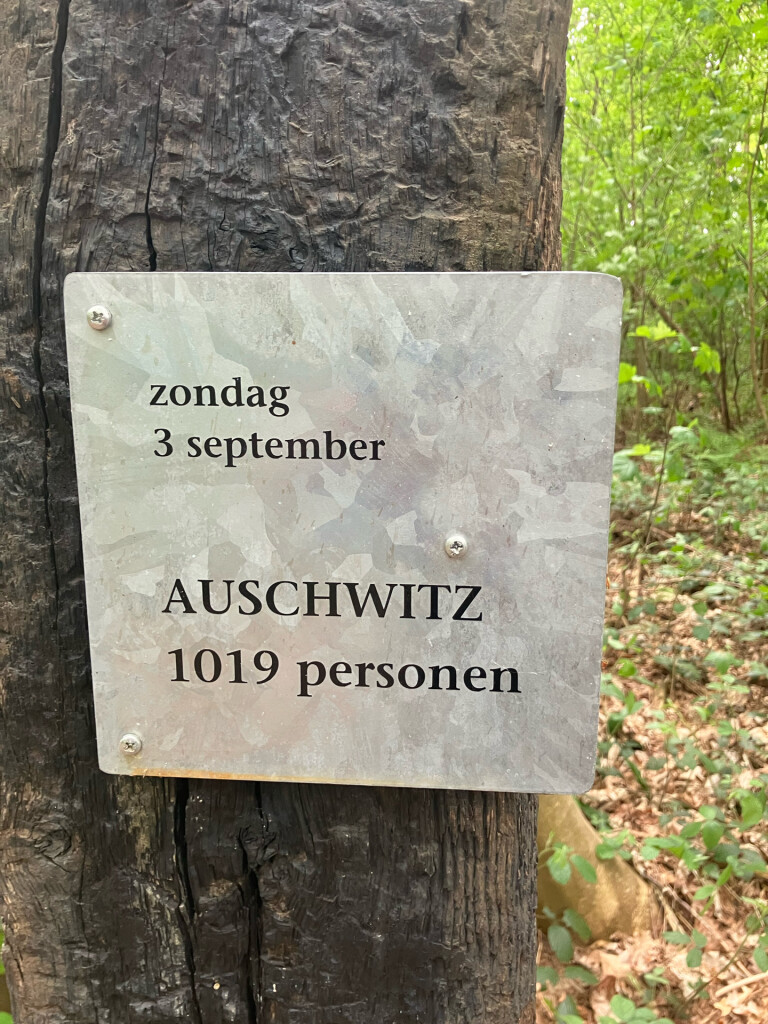 zondag
3 september
AUSCHWITZ
1019 personen